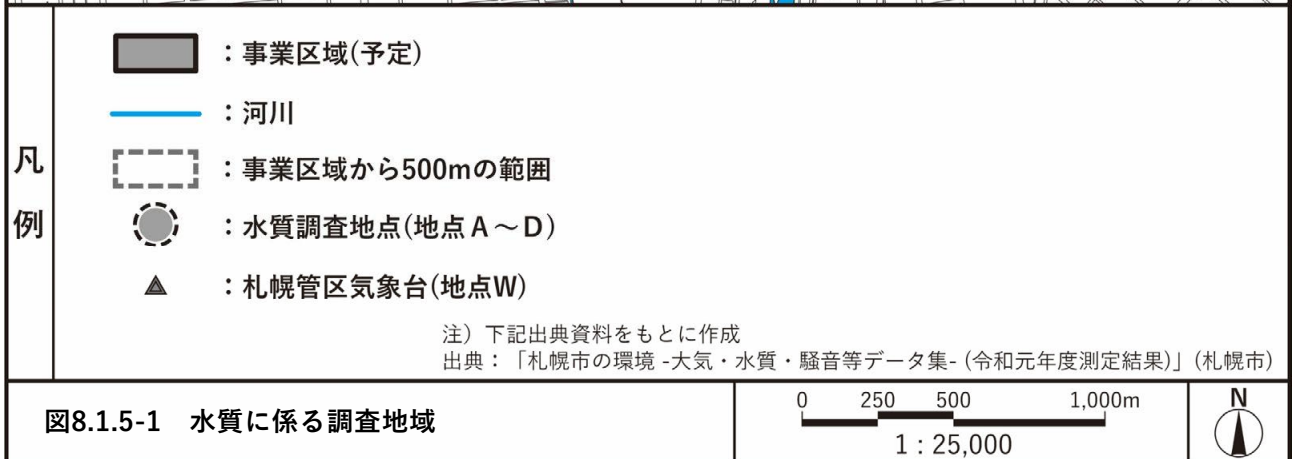 凡例
：事業区域(予定)
：河川
：事業区域から500mの範囲
：水質調査地点(地点Ａ～Ｄ)
：札幌管区気象台(地点W)
注）下記出典資料をもとに作成
出典：「札幌市の環境 -大気・水質・騒音等データ集- (令和元年度測定結果)」(札幌市)
図8.1.5-1　水質に係る調査地域
0 250 500 1,000m
1：25,000
N